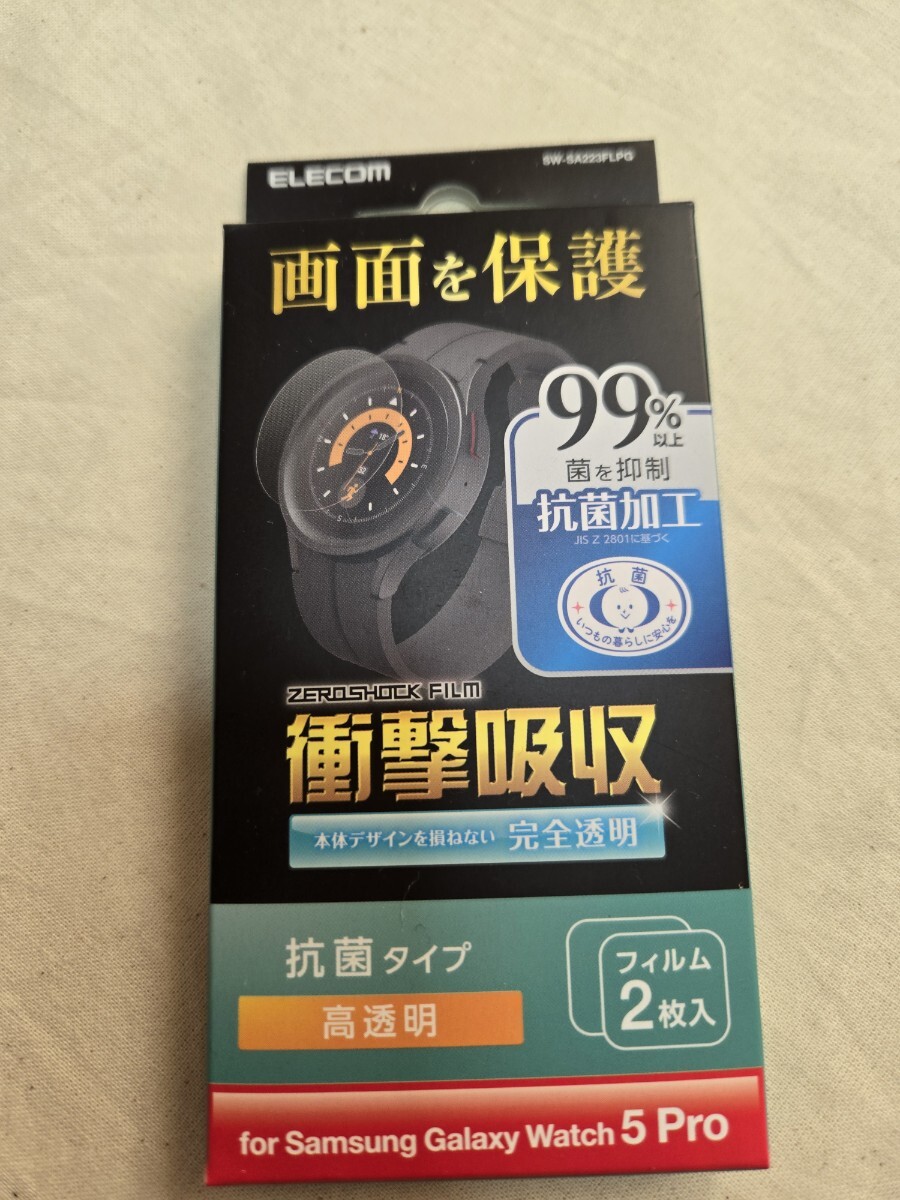 ELECOM
SW-SA223FLPG
画面を保護
99%
以上
菌を抑制
抗菌加工
JIS Z 2801に基づく
抗菌
いつもの暮らしに安心を
ZEROSHOCK FILM
衝撃吸収
本体デザインを損ねない 完全透明
抗菌タイプ
高透明
フィルム
2枚入
for Samsung Galaxy Watch 5 Pro